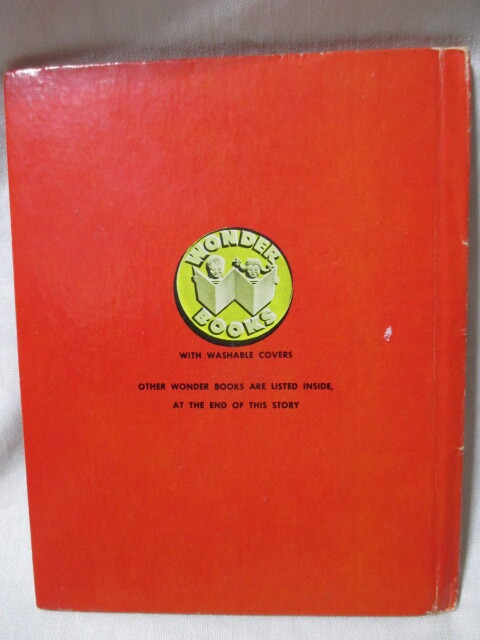 WONDER
BOOKS
WITH WASHABLE COVERS
OTHER WONDER BOOKS ARE LISTED INSIDE,
AT THE END OF THIS STORY